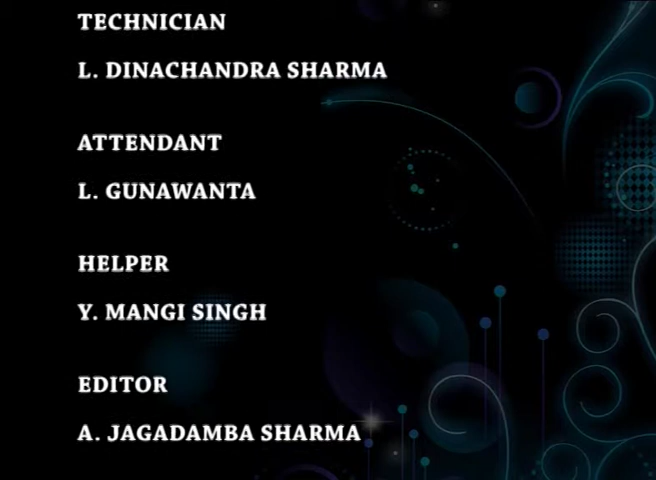 TECHNICIAN
L. DINACHANDRA SHARMA
ATTENDANT
L. GUNAWANTA
HELPER
Y. MANGI SINGH
EDITOR
A. JAGADAMBA SHARMA